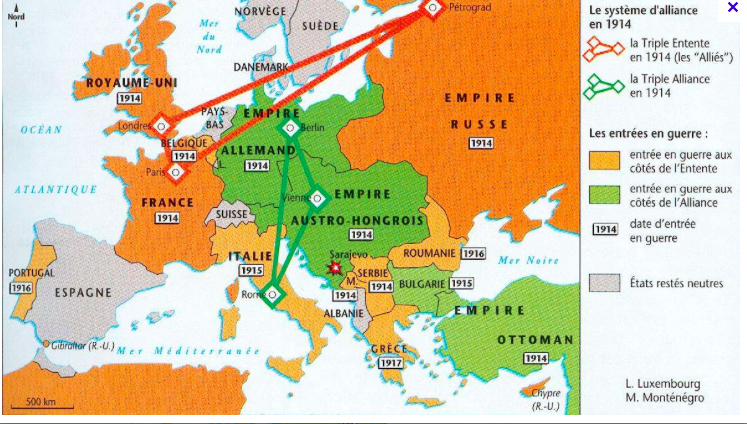 Nord
NORVÈGE
SUÈDE
Pétrograd
Mer
du
Nord
DANEMARK
ROYAUME-UNI
1914
Londres
PAYS-
BAS
EMPIRE
Berlin
EMPIRE
RUSSE
1914
OCÉAN
BELGIQUE
1914
ALLEMAND
1914
L.
Paris
ATLANTIQUE
Vienne
EMPIRE
FRANCE
1914
SUISSE
AUSTRO-HONGROIS
1914
ITALIE
1915
Sarajevo
ROUMANIE
1916
Mer Noire
PORTUGAL
1916
ESPAGNE
Rome
M.
1914
SERBIE
1914
BULGARIE
1915
ALBANIE
EMPIRE
OTTOMAN
1914
Gibraltar (R.-U.)
Mer Méditerranée
GRÈCE
1917
500 km
Chypre
(R.-U.)
×
Le système d'alliance
en 1914
la Triple Entente
en 1914 (les "Alliés")
la Triple Alliance
en 1914
Les entrées en guerre :
entrée en guerre aux
côtés de l'Entente
entrée en guerre aux
côtés de l'Alliance
1914
date d'entrée
en guerre
États restés neutres
L. Luxembourg
M. Monténégro